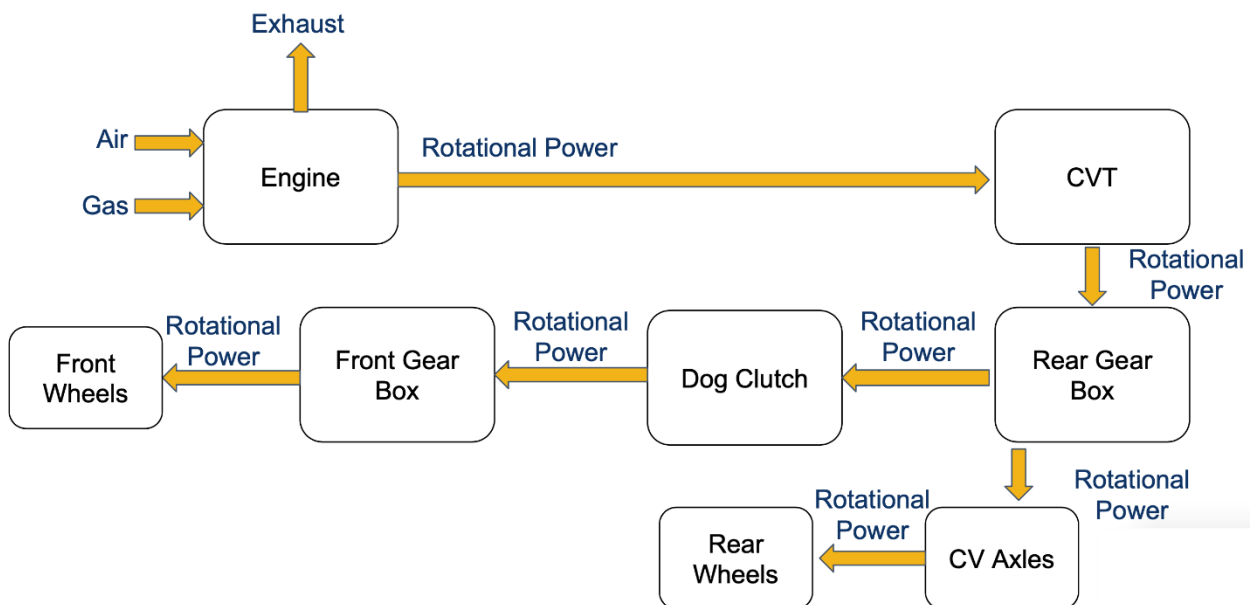 Exhaust
Air
Gas
Engine
Rotational Power
CVT
Rotational
Power
Front
Wheels
Rotational
Power
Front Gear
Box
Rotational
Power
Dog Clutch
Rotational
Power
Rear Gear
Box
Rotational
Power
Rear
Wheels
Rotational
Power
CV Axles